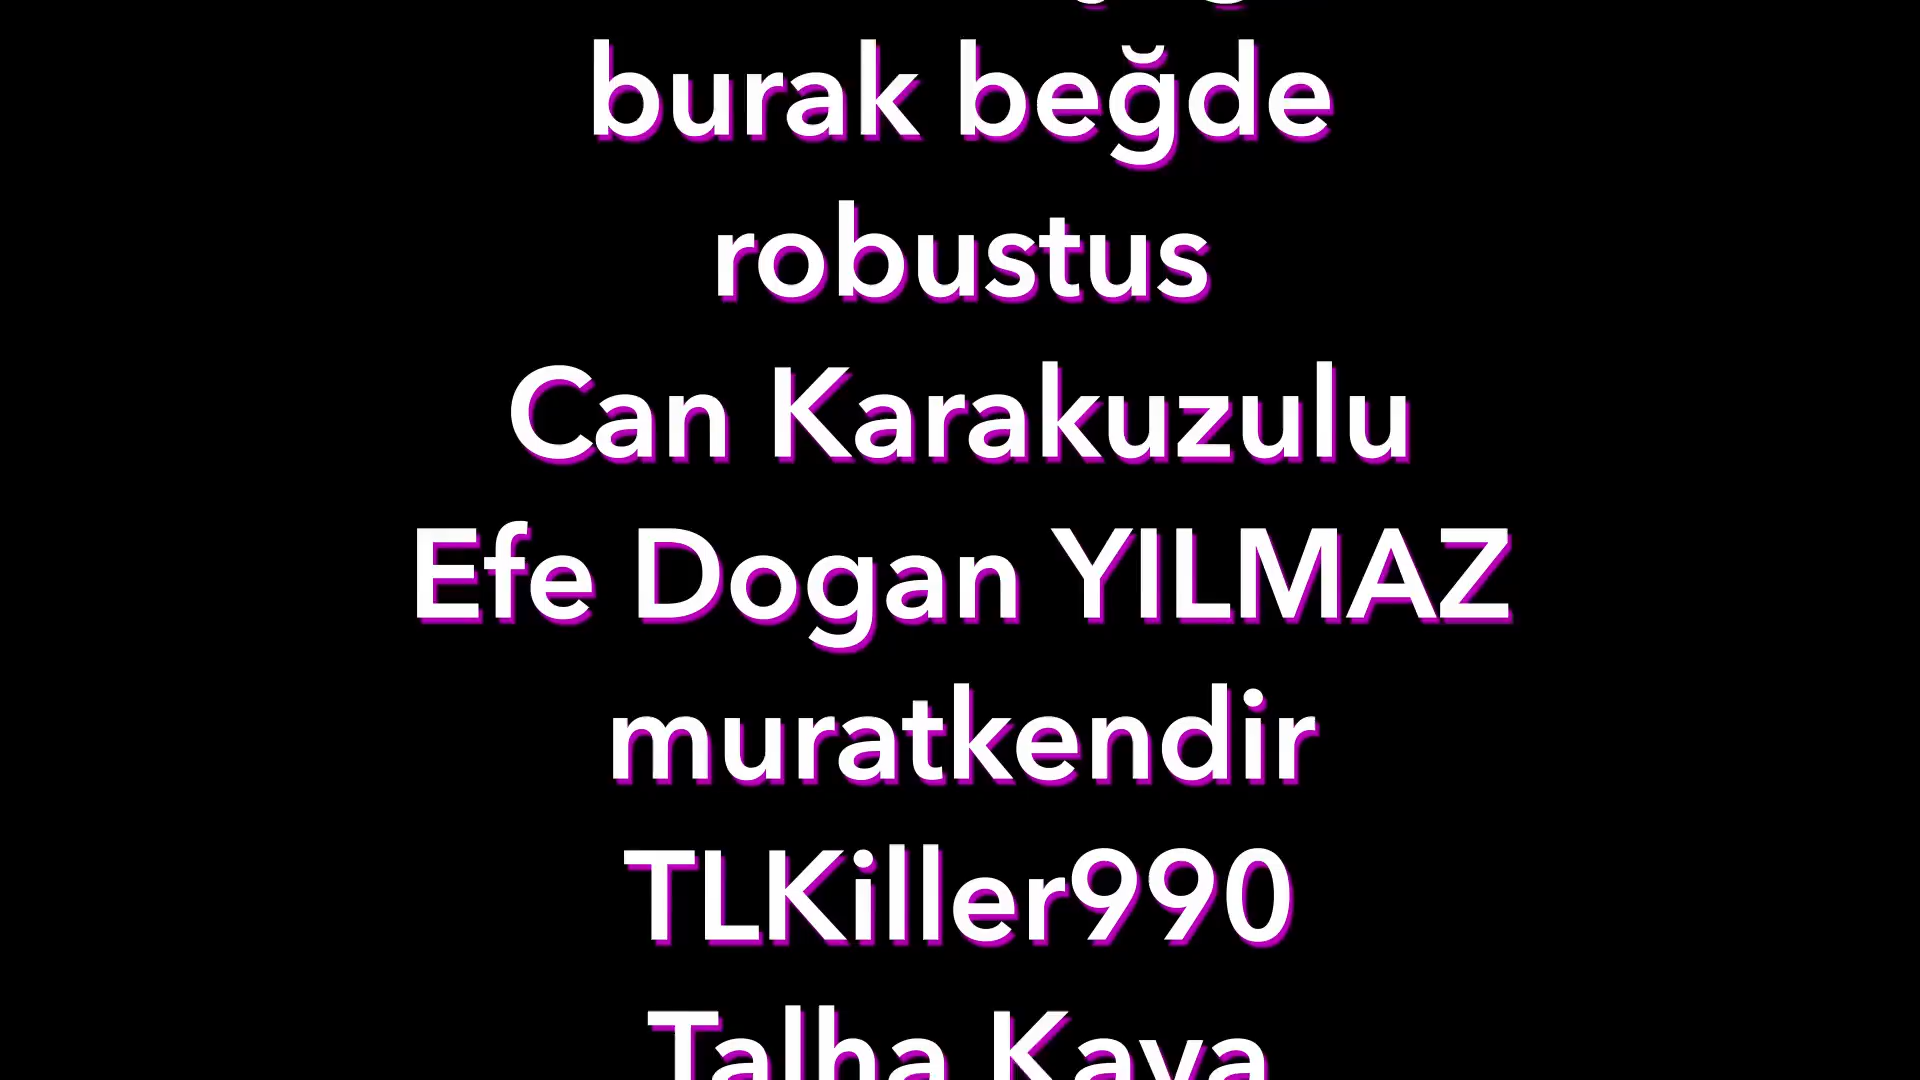 burak beğde
robustus
Can Karakuzulu
Efe Dogan YILMAZ
muratkendir
TLKiller990
Talha Kaya